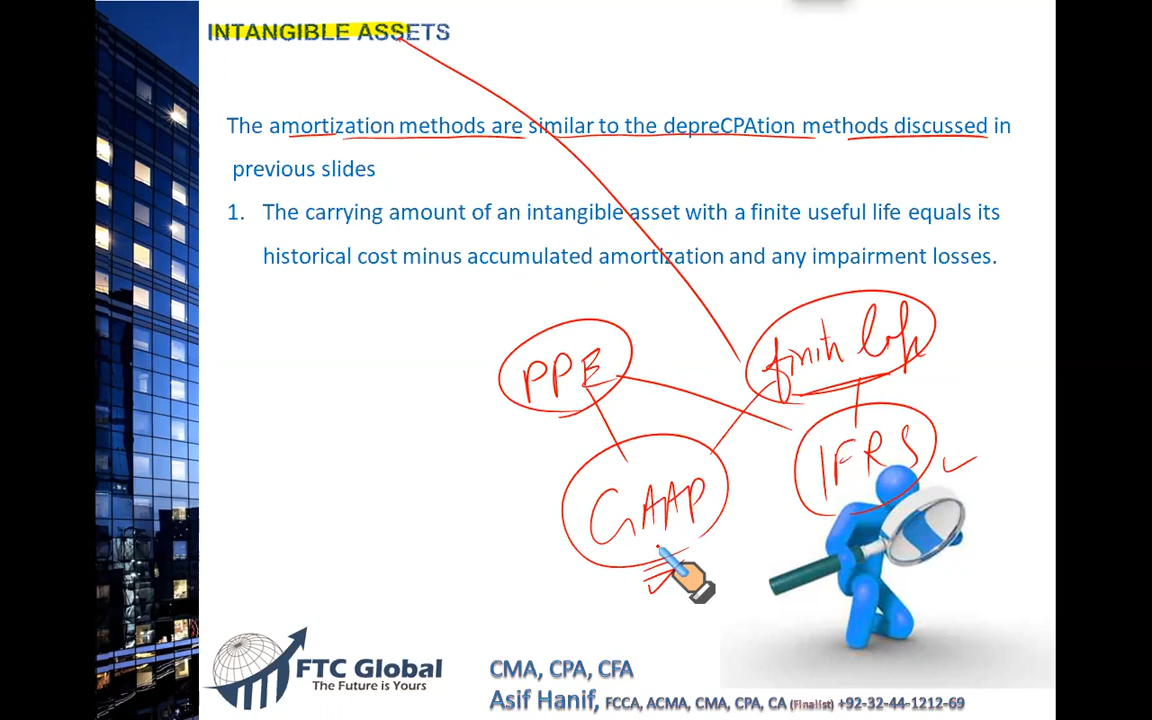 INTANGIBLE ASSETS
The amortization methods are similar to the depreCPAtion methods discussed in
previous slides
1. The carrying amount of an intangible asset with a finite useful life equals its
historical cost minus accumulated amortization and any impairment losses.
PPE
finite life
IFRS
GAAP
FTC Global
The Future is Yours
CMA, CPA, CFA
Asif Hanif, FCCA, ACMA, CMA, CPA, CA (Finalist) +92-32-44-1212-69